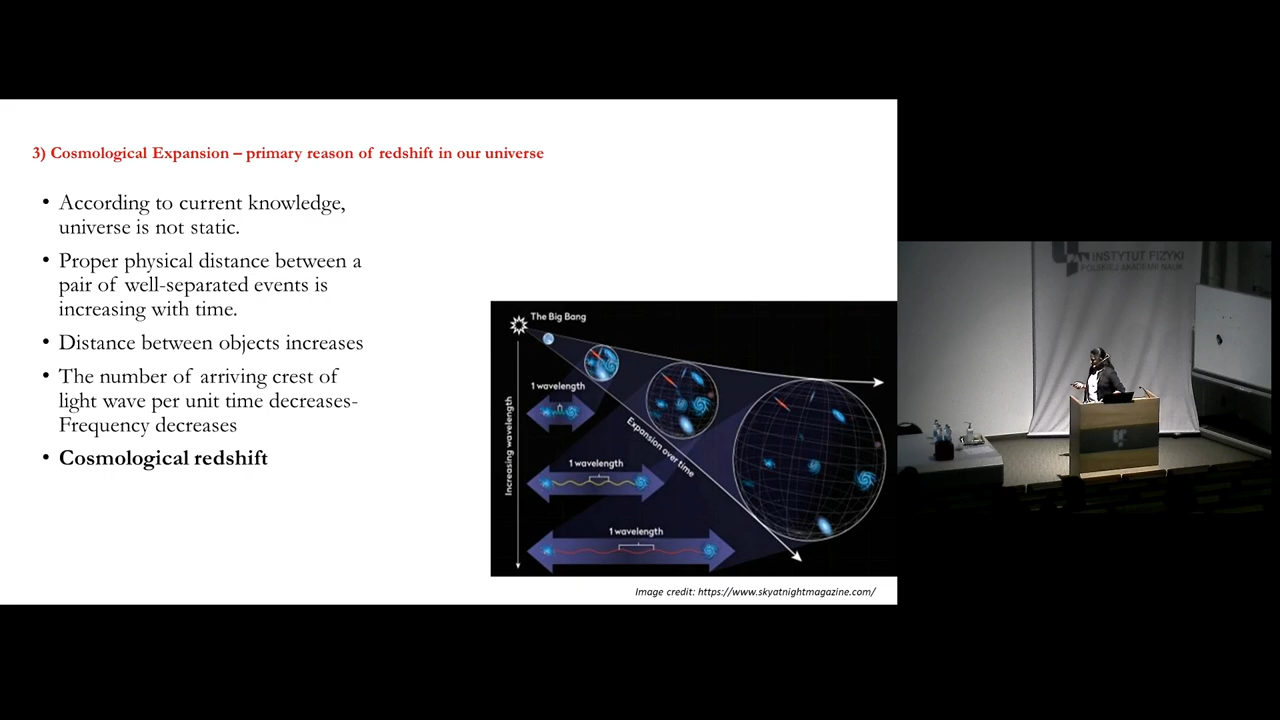 3) Cosmological Expansion – primary reason of redshift in our universe
• According to current knowledge,
universe is not static.
• Proper physical distance between a
pair of well-separated events is
increasing with time.
• Distance between objects increases
• The number of arriving crest of
light wave per unit time decreases-
Frequency decreases
• Cosmological redshift
The Big Bang
1 wavelength
Increasing wavelength
Expansion over time
1 wavelength
1 wavelength
Image credit: https://www.skyatnightmagazine.com/
INSTYTUT FIZYKI
POLSKIEJ AKADEMII NAUK